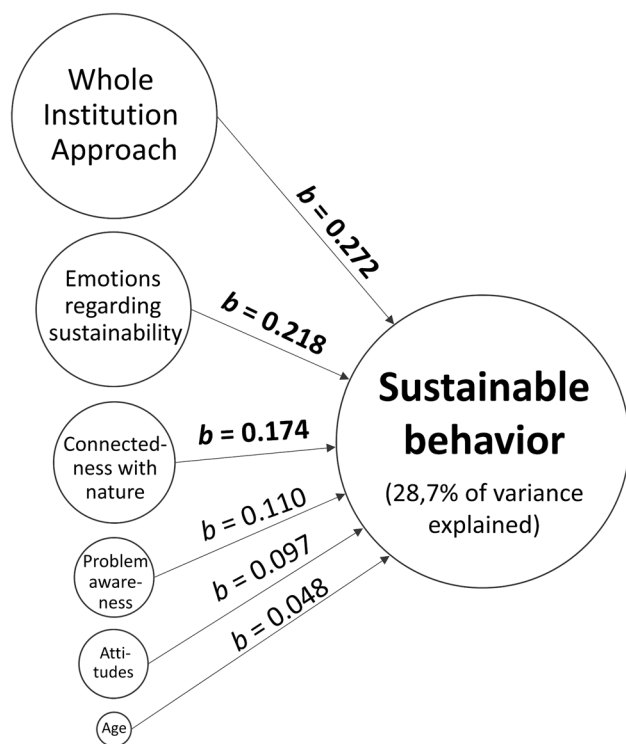 Whole
Institution
Approach
b = 0.272
Emotions
regarding
sustainability
b = 0.218
Sustainable
behavior
(28,7% of variance
explained)
Connected-
ness with
nature
b = 0.174
Problem
aware-
ness
b = 0.110
Atti-
tudes
b = 0.097
Age
b = 0.048